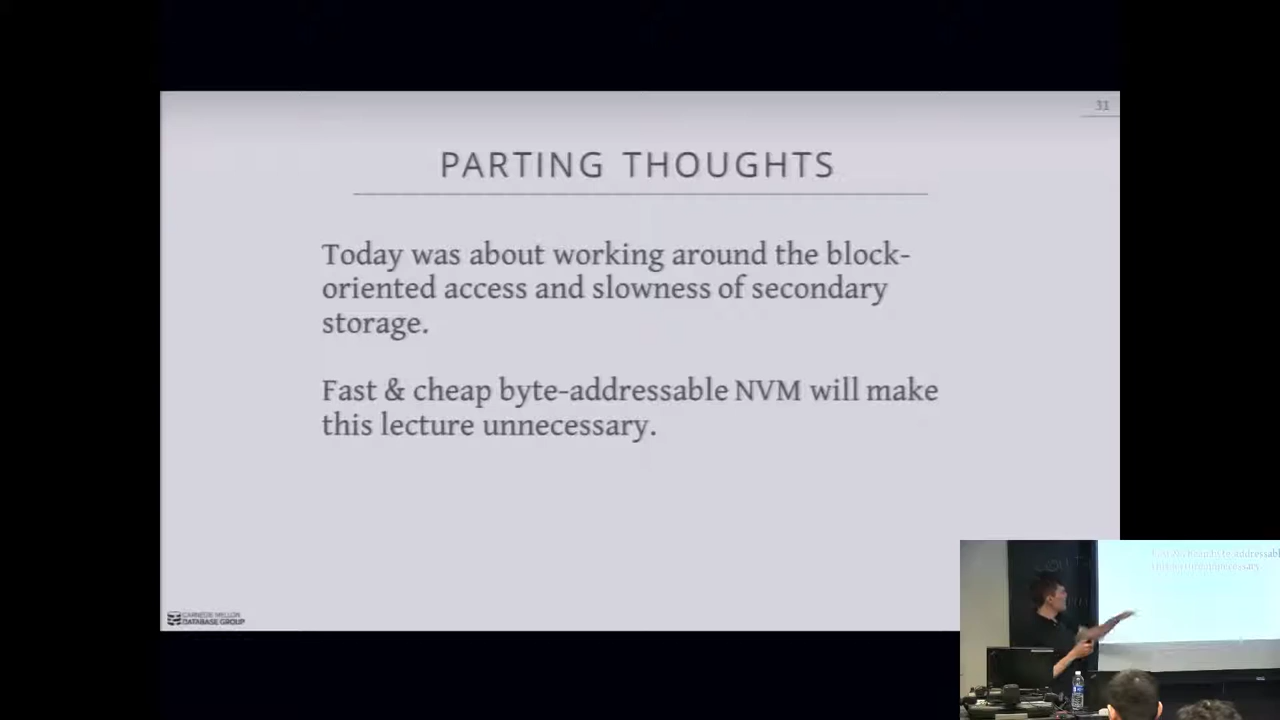 31
PARTING THOUGHTS
Today was about working around the block-
oriented access and slowness of secondary
storage.
Fast & cheap byte-addressable NVM will make
this lecture unnecessary.
CARNEGIE MELLON
DATABASE GROUP